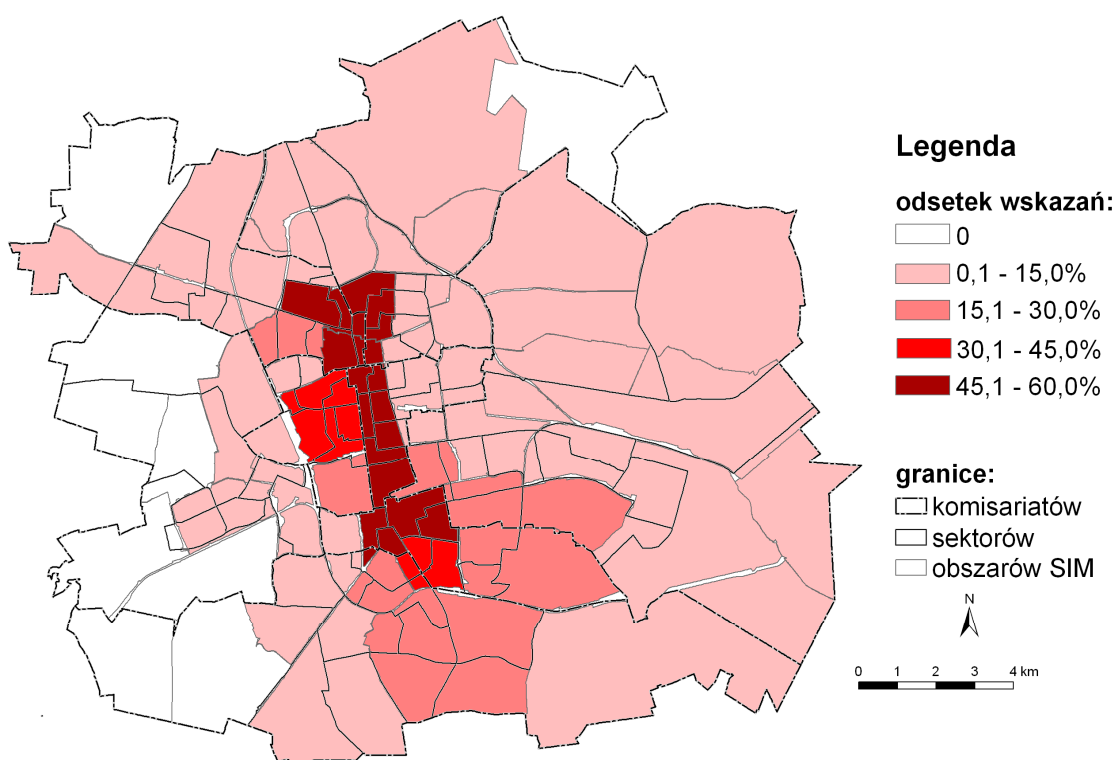 Legenda
odsetek wskazań:
0
0,1 - 15,0%
15,1 - 30,0%
30,1 - 45,0%
45,1 - 60,0%
granice:
komisariatów
sektorów
obszarów SIM
N
0 1 2 3 4 km